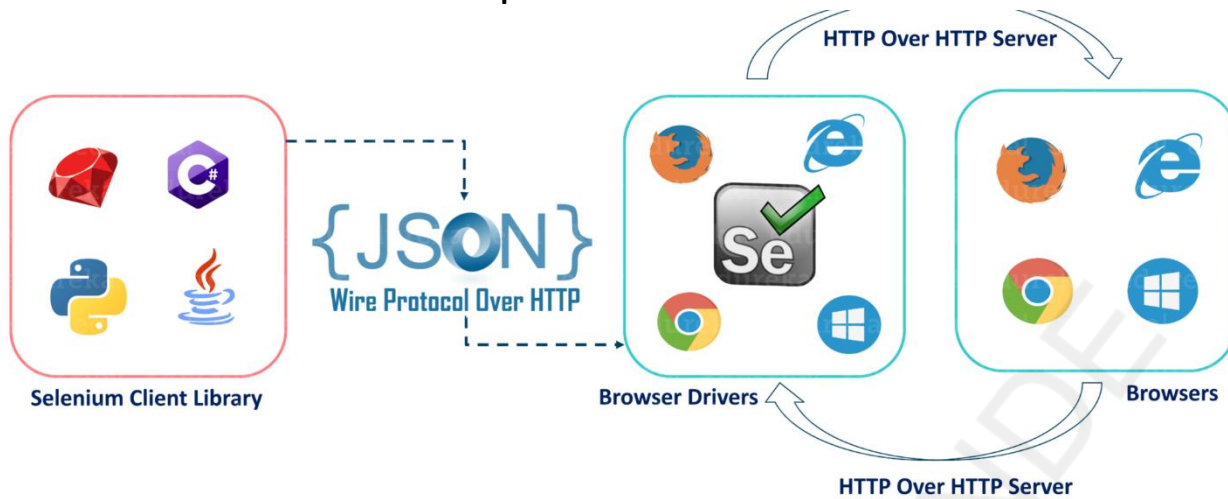 HTTP Over HTTP Server
C#
{JSON}
Wire Protocol Over HTTP
Se
Selenium Client Library
Browser Drivers
Browsers
HTTP Over HTTP Server